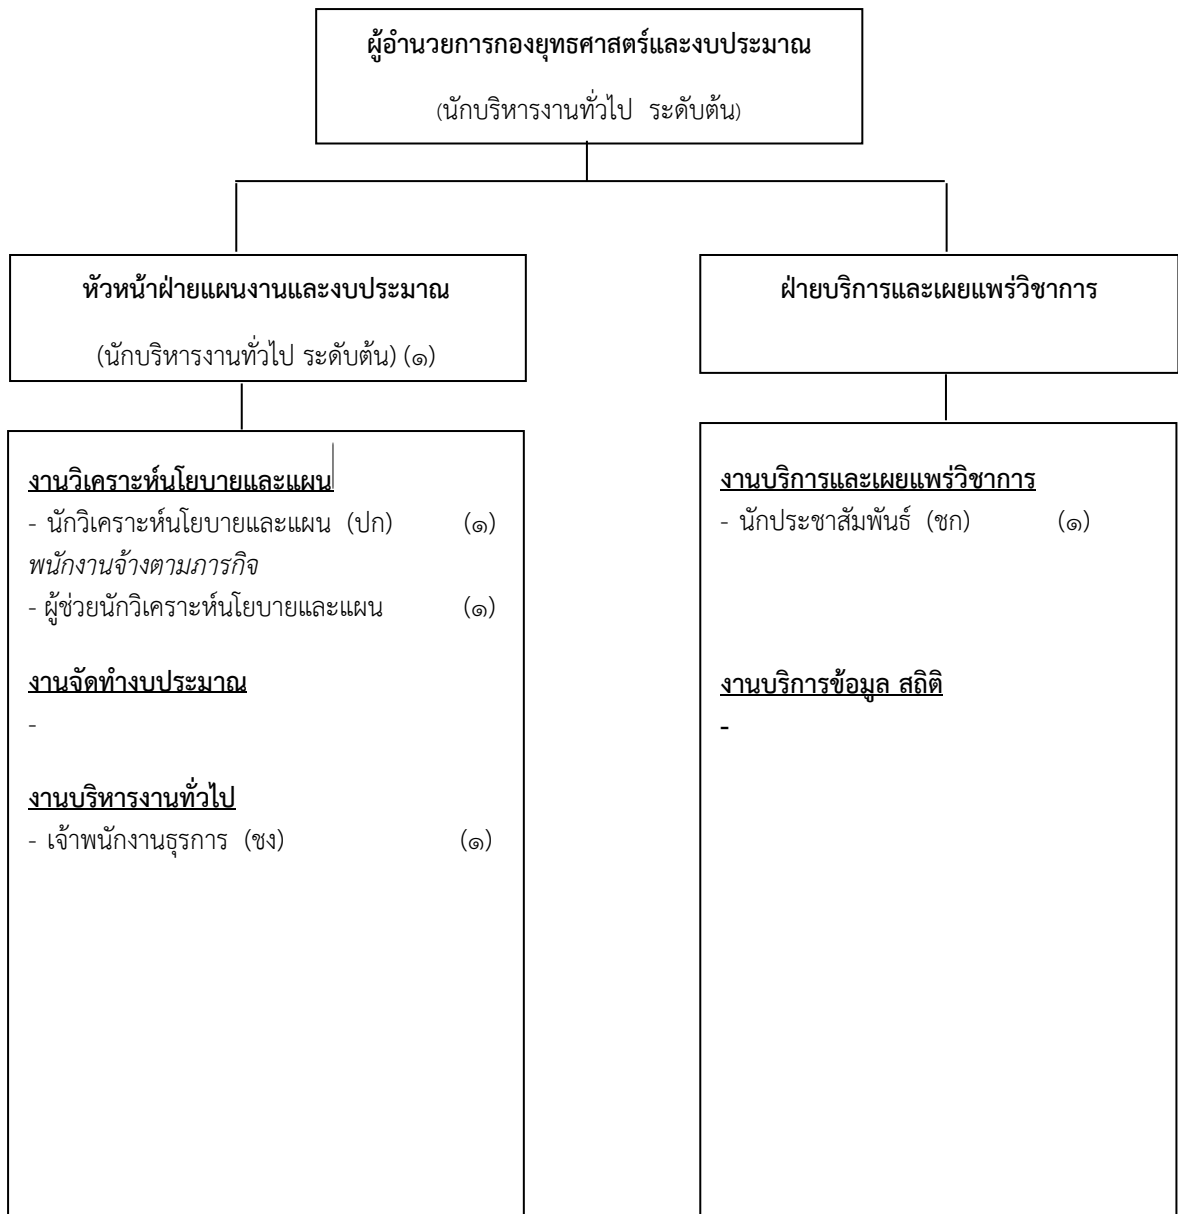 ผู้อำนวยการกองยุทธศาสตร์และงบประมาณ
(นักบริหารงานทั่วไป ระดับต้น)
หัวหน้าฝ่ายแผนงานและงบประมาณ
(นักบริหารงานทั่วไป ระดับต้น) (๑)
งานวิเคราะห์นโยบายและแผน
- นักวิเคราะห์นโยบายและแผน (ปก) (๑)
พนักงานจ้างตามภารกิจ
- ผู้ช่วยนักวิเคราะห์นโยบายและแผน (๑)
งานจัดทำงบประมาณ
-
งานบริหารงานทั่วไป
- เจ้าพนักงานธุรการ (ชง) (๑)
ฝ่ายบริการและเผยแพร่วิชาการ
งานบริการและเผยแพร่วิชาการ
- นักประชาสัมพันธ์ (ชก) (๑)
งานบริการข้อมูล สถิติ
-